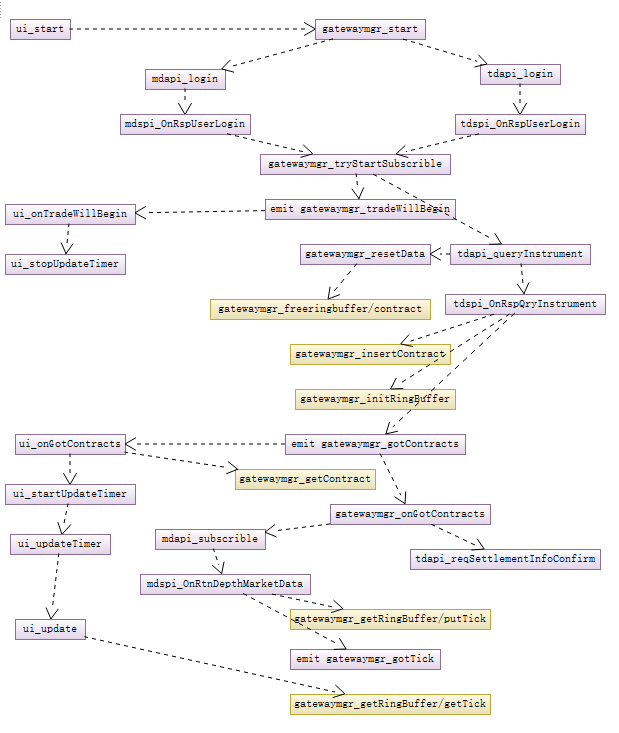 ui_start
gatewaymgr_start
mdapi_login
tdapi_login
mdspi_OnRspUserLogin
tdspi_OnRspUserLogin
gatewaymgr_tryStartSubscrible
ui_onTradeWillBegin
emit gatewaymgr_tradeWillBegin
ui_stopUpdateTimer
gatewaymgr_resetData
tdapi_queryInstrument
gatewaymgr_freeringbuffer/contract
tdspi_OnRspQryInstrument
gatewaymgr_insertContract
gatewaymgr_initRingBuffer
ui_onGotContracts
emit gatewaymgr_gotContracts
gatewaymgr_getContract
ui_startUpdateTimer
gatewaymgr_onGotContracts
ui_updateTimer
mdapi_subscrible
tdapi_reqSettlementInfoConfirm
mdspi_OnRtnDepthMarketData
gatewaymgr_getRingBuffer/putTick
ui_update
emit gatewaymgr_gotTick
gatewaymgr_getRingBuffer/getTick